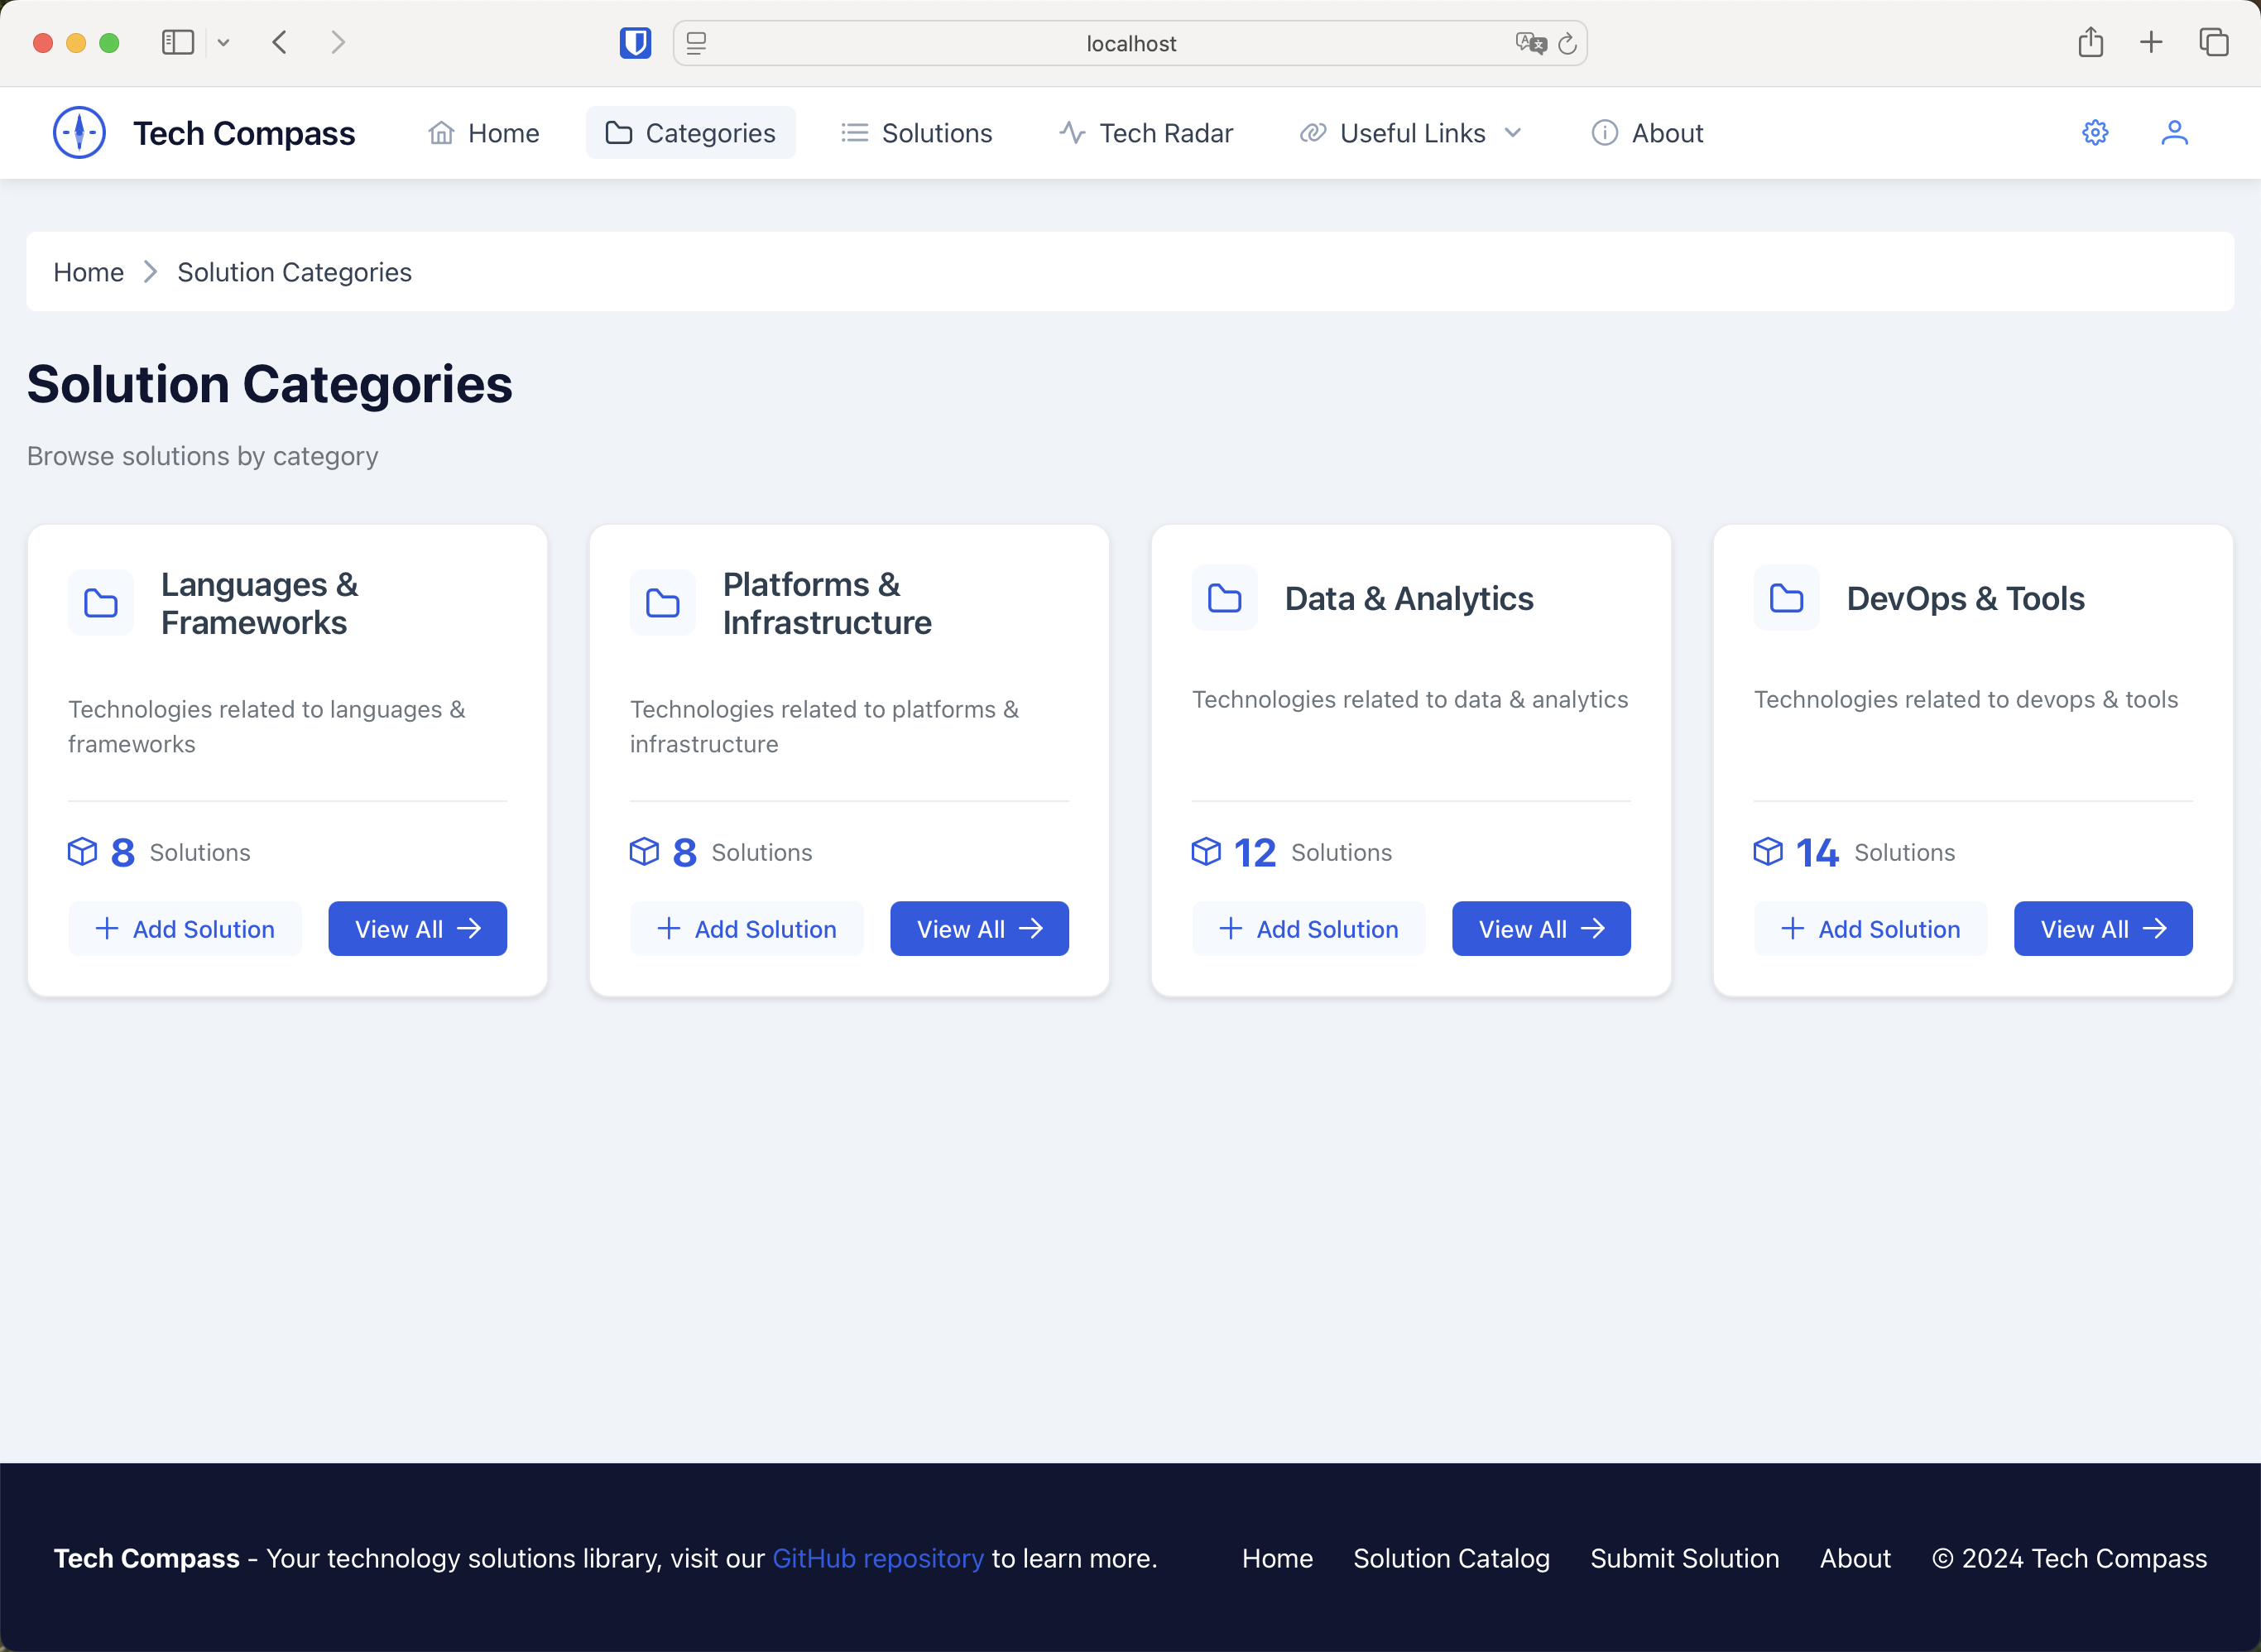 localhost
Tech Compass
Home
Categories
Solutions
Tech Radar
Useful Links
About
Home
Solution Categories
Solution Categories
Browse solutions by category
Languages &
Frameworks
Technologies related to languages &
frameworks
8 Solutions
Add Solution
View All
Platforms &
Infrastructure
Technologies related to platforms &
infrastructure
8 Solutions
Add Solution
View All
Data & Analytics
Technologies related to data & analytics
12 Solutions
Add Solution
View All
DevOps & Tools
Technologies related to devops & tools
14 Solutions
Add Solution
View All
Tech Compass - Your technology solutions library, visit our GitHub repository to learn more.
Home
Solution Catalog
Submit Solution
About
© 2024 Tech Compass